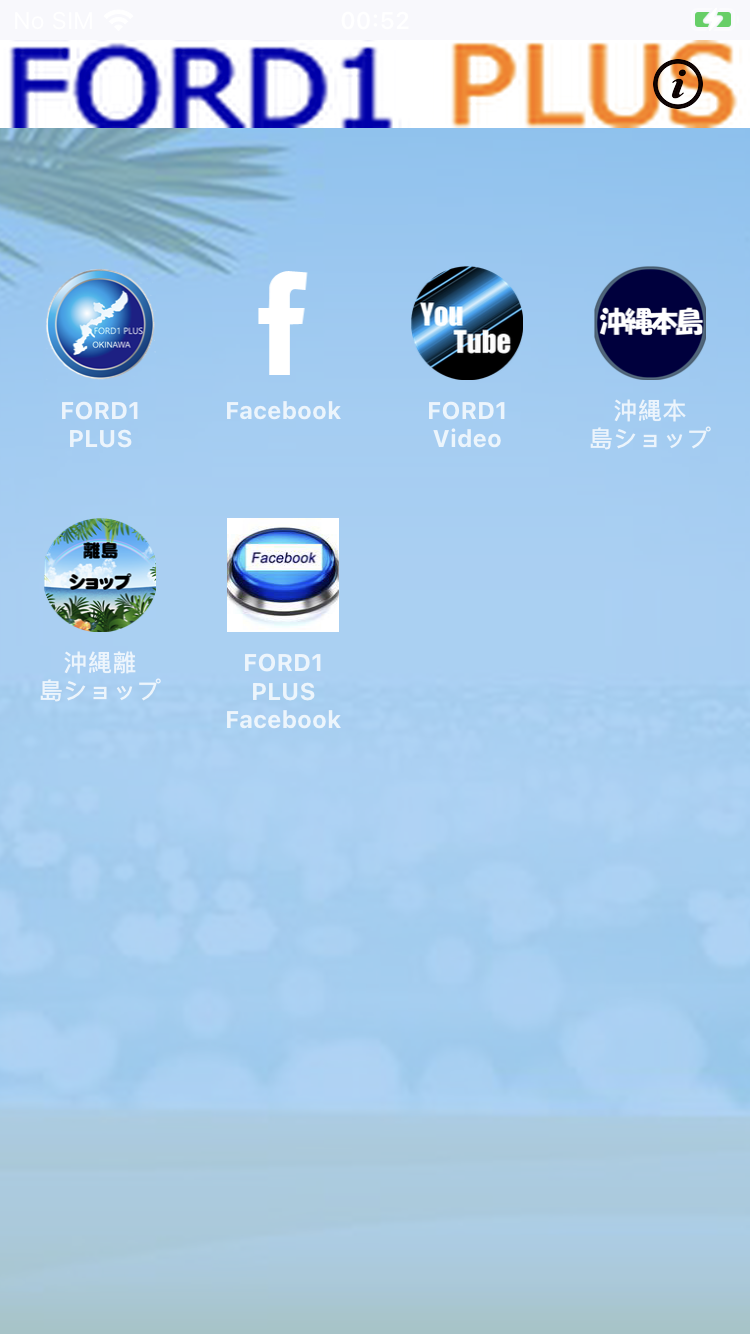 No SIM 00:52
FORD1 PLUS
i
FORD1 PLUS
OKINAWA
You
Tube
沖縄本島
FORD1
PLUS
Facebook
FORD1
Video
沖縄本
島ショップ
離島
ショップ
Facebook
沖縄離
島ショップ
FORD1
PLUS
Facebook